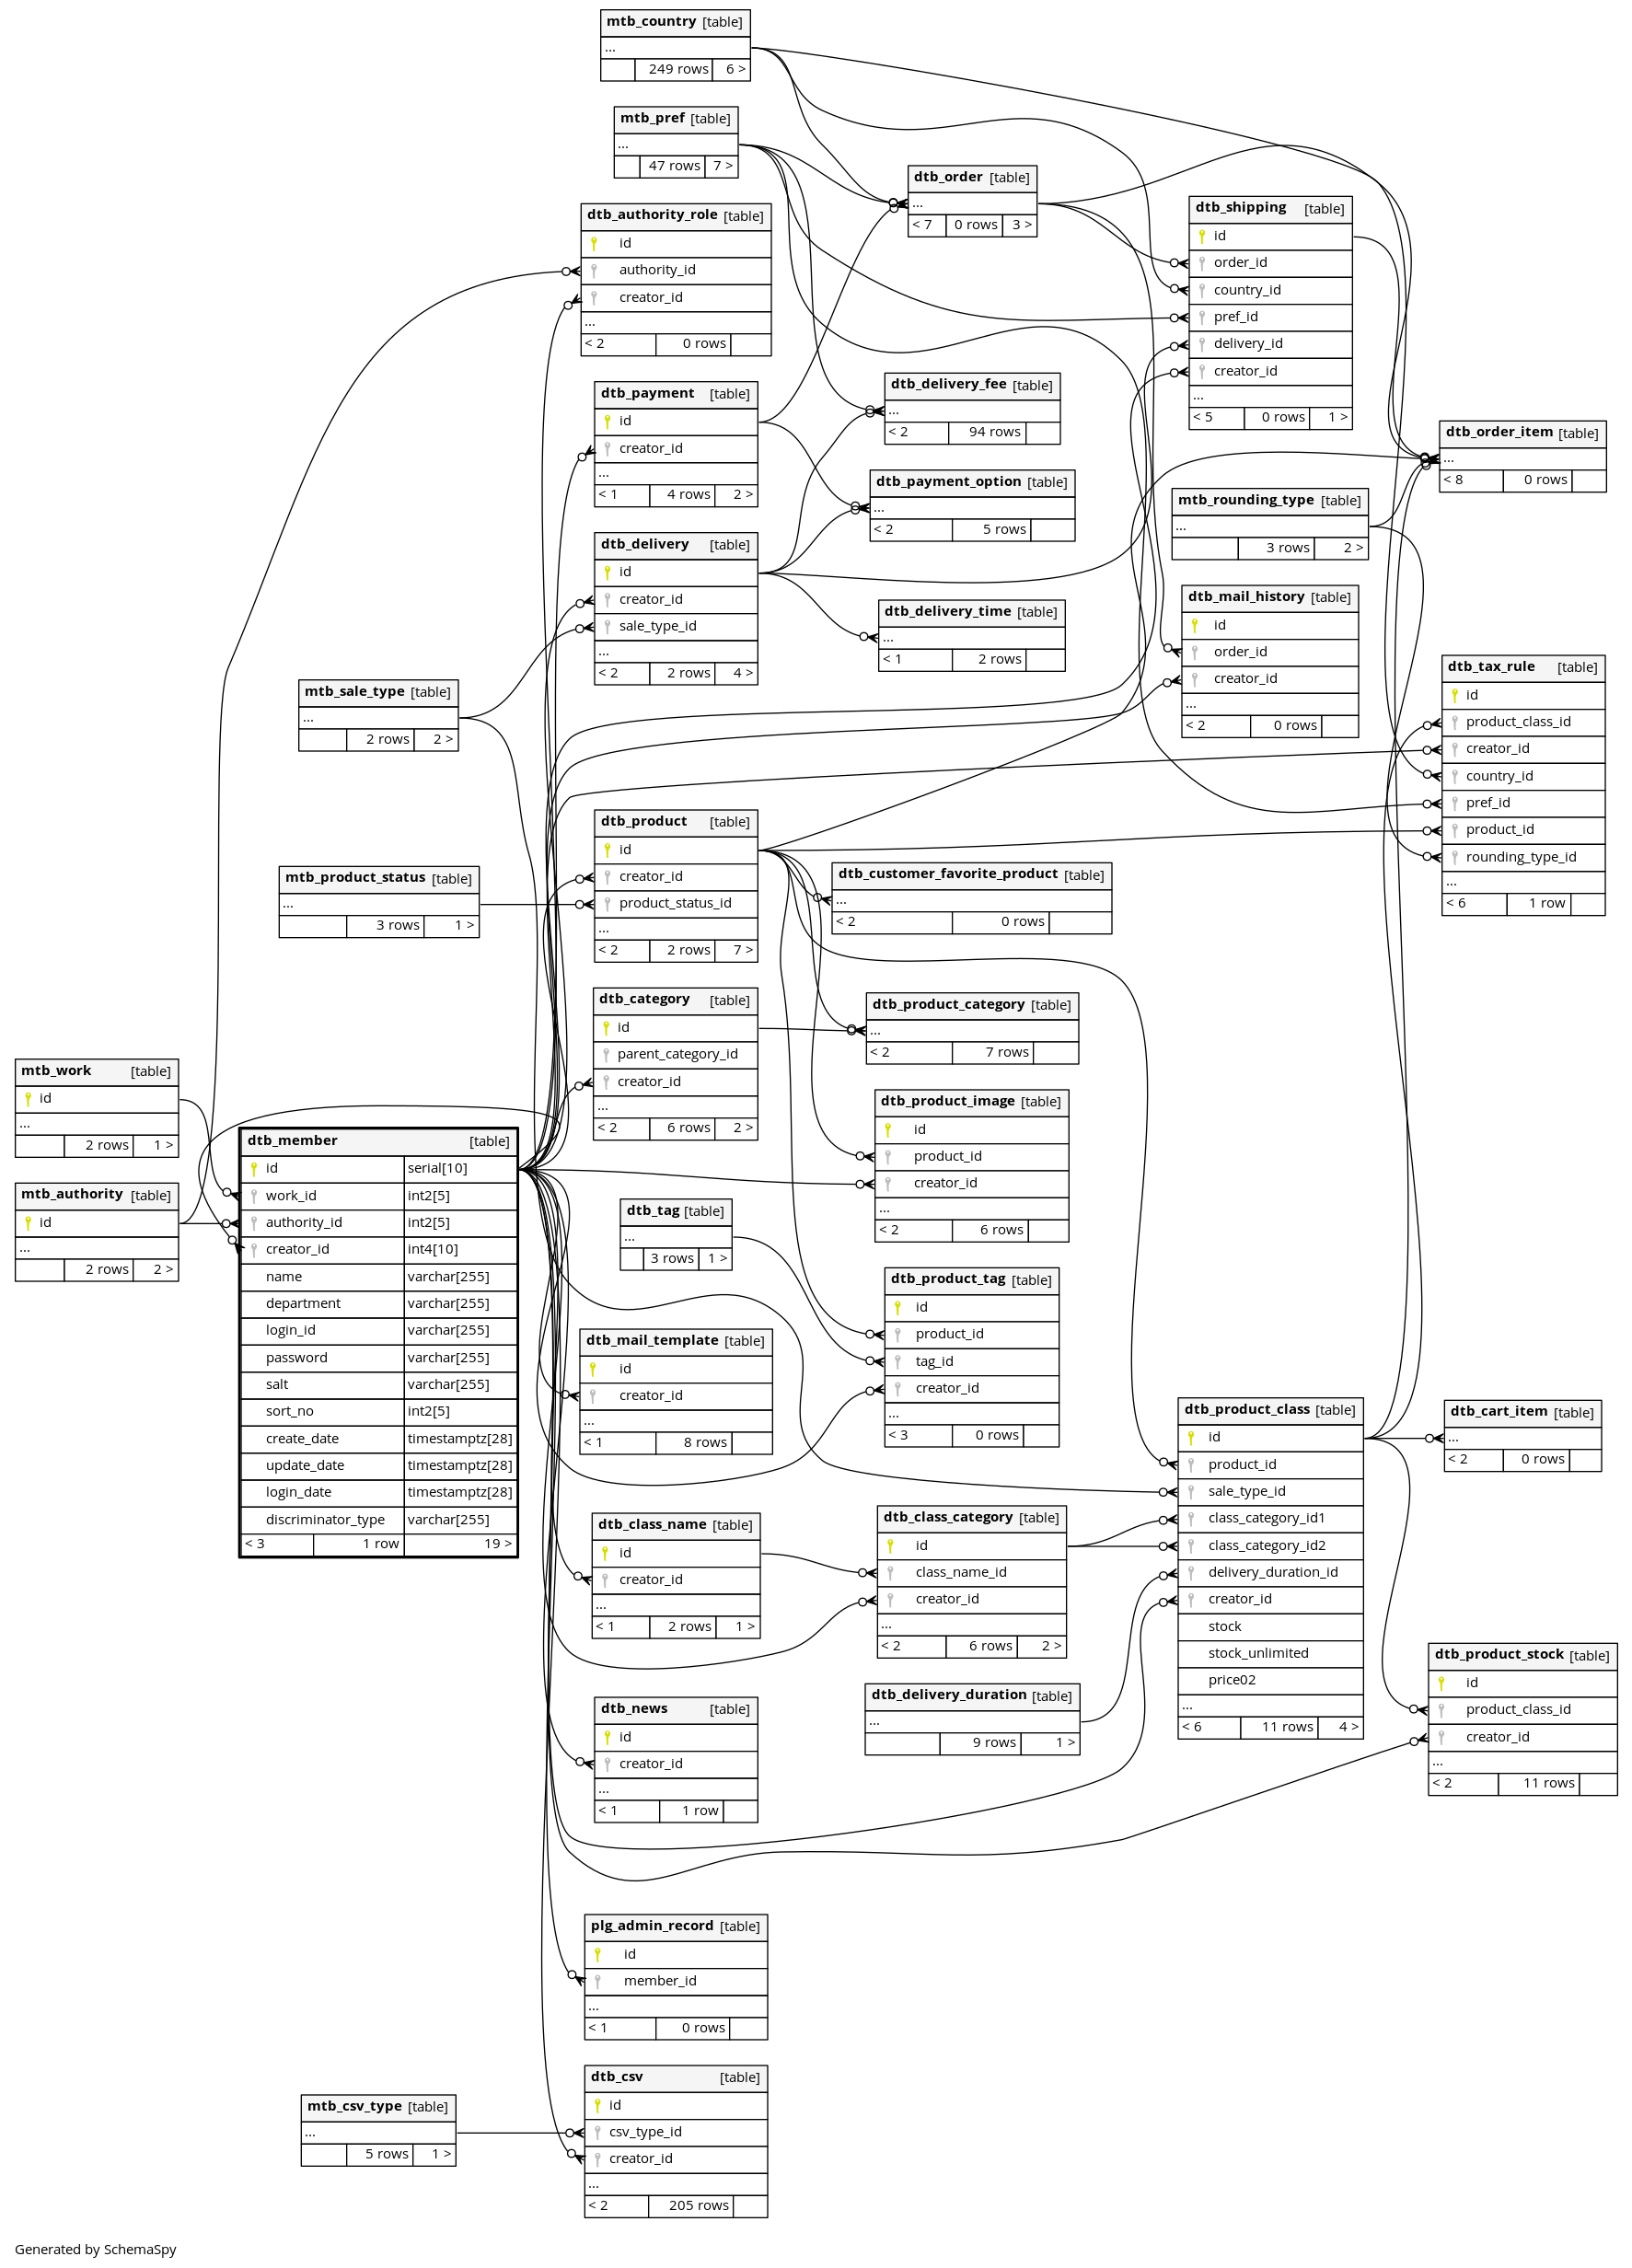 mtb_country [table]
...
249 rows 6 >
mtb_pref [table]
...
47 rows 7 >
dtb_order [table]
...
< 7 0 rows 3 >
dtb_shipping [table]
id
order_id
country_id
pref_id
delivery_id
creator_id
...
< 5 0 rows 1 >
dtb_authority_role [table]
id
authority_id
creator_id
...
< 2 0 rows
dtb_payment [table]
id
creator_id
...
< 1 4 rows 2 >
dtb_delivery_fee [table]
...
< 2 94 rows
dtb_order_item [table]
...
< 8 0 rows
dtb_payment_option [table]
...
< 2 5 rows
mtb_rounding_type [table]
...
3 rows 2 >
dtb_delivery [table]
id
creator_id
sale_type_id
...
< 2 2 rows 4 >
dtb_delivery_time [table]
...
< 1 2 rows
dtb_mail_history [table]
id
order_id
creator_id
...
< 2 0 rows
dtb_tax_rule [table]
id
product_class_id
creator_id
country_id
pref_id
product_id
rounding_type_id
...
< 6 1 row
mtb_sale_type [table]
...
2 rows 2 >
dtb_product [table]
id
creator_id
product_status_id
...
< 2 2 rows 7 >
mtb_product_status [table]
...
3 rows 1 >
dtb_customer_favorite_product [table]
...
< 2 0 rows
dtb_category [table]
id
parent_category_id
creator_id
...
< 2 6 rows 2 >
dtb_product_category [table]
...
< 2 7 rows
mtb_work [table]
id
...
2 rows 1 >
mtb_authority [table]
id
...
2 rows 2 >
dtb_member [table]
id serial[10]
work_id int2[5]
authority_id int2[5]
creator_id int4[10]
name varchar[255]
department varchar[255]
login_id varchar[255]
password varchar[255]
salt varchar[255]
sort_no int2[5]
create_date timestamptz[28]
update_date timestamptz[28]
login_date timestamptz[28]
discriminator_type varchar[255]
< 3 1 row 19 >
dtb_product_image [table]
id
product_id
creator_id
...
< 2 6 rows
dtb_tag [table]
...
3 rows 1 >
dtb_product_tag [table]
id
product_id
tag_id
creator_id
...
< 3 0 rows
dtb_mail_template [table]
id
creator_id
...
< 1 8 rows
dtb_product_class [table]
id
product_id
sale_type_id
class_category_id1
class_category_id2
delivery_duration_id
creator_id
stock
stock_unlimited
price02
...
< 6 11 rows 4 >
dtb_cart_item [table]
...
< 2 0 rows
dtb_class_name [table]
id
creator_id
...
< 1 2 rows 1 >
dtb_class_category [table]
id
class_name_id
creator_id
...
< 2 6 rows 2 >
dtb_product_stock [table]
id
product_class_id
creator_id
...
< 2 11 rows
dtb_delivery_duration [table]
...
9 rows 1 >
dtb_news [table]
id
creator_id
...
< 1 1 row
plg_admin_record [table]
id
member_id
...
< 1 0 rows
dtb_csv [table]
id
csv_type_id
creator_id
...
< 2 205 rows
mtb_csv_type [table]
...
5 rows 1 >
Generated by SchemaSpy